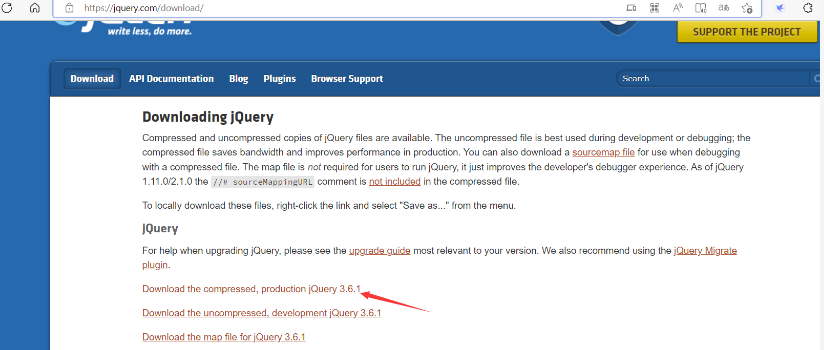 https://jquery.com/download/
write less, do more.
SUPPORT THE PROJECT
Download API Documentation Blog Plugins Browser Support Search
Downloading jQuery
Compressed and uncompressed copies of jQuery files are available. The uncompressed file is best used during development or debugging; the
compressed file saves bandwidth and improves performance in production. You can also download a sourcemap file for use when debugging
with a compressed file. The map file is not required for users to run jQuery, it just improves the developer's debugger experience. As of jQuery
1.11.0/2.1.0 the //# sourceMappingURL comment is not included in the compressed file.
To locally download these files, right-click the link and select "Save as..." from the menu.
jQuery
For help when upgrading jQuery, please see the upgrade guide most relevant to your version. We also recommend using the jQuery Migrate
plugin.
Download the compressed, production jQuery 3.6.1
Download the uncompressed, development jQuery 3.6.1
Download the map file for jQuery 3.6.1